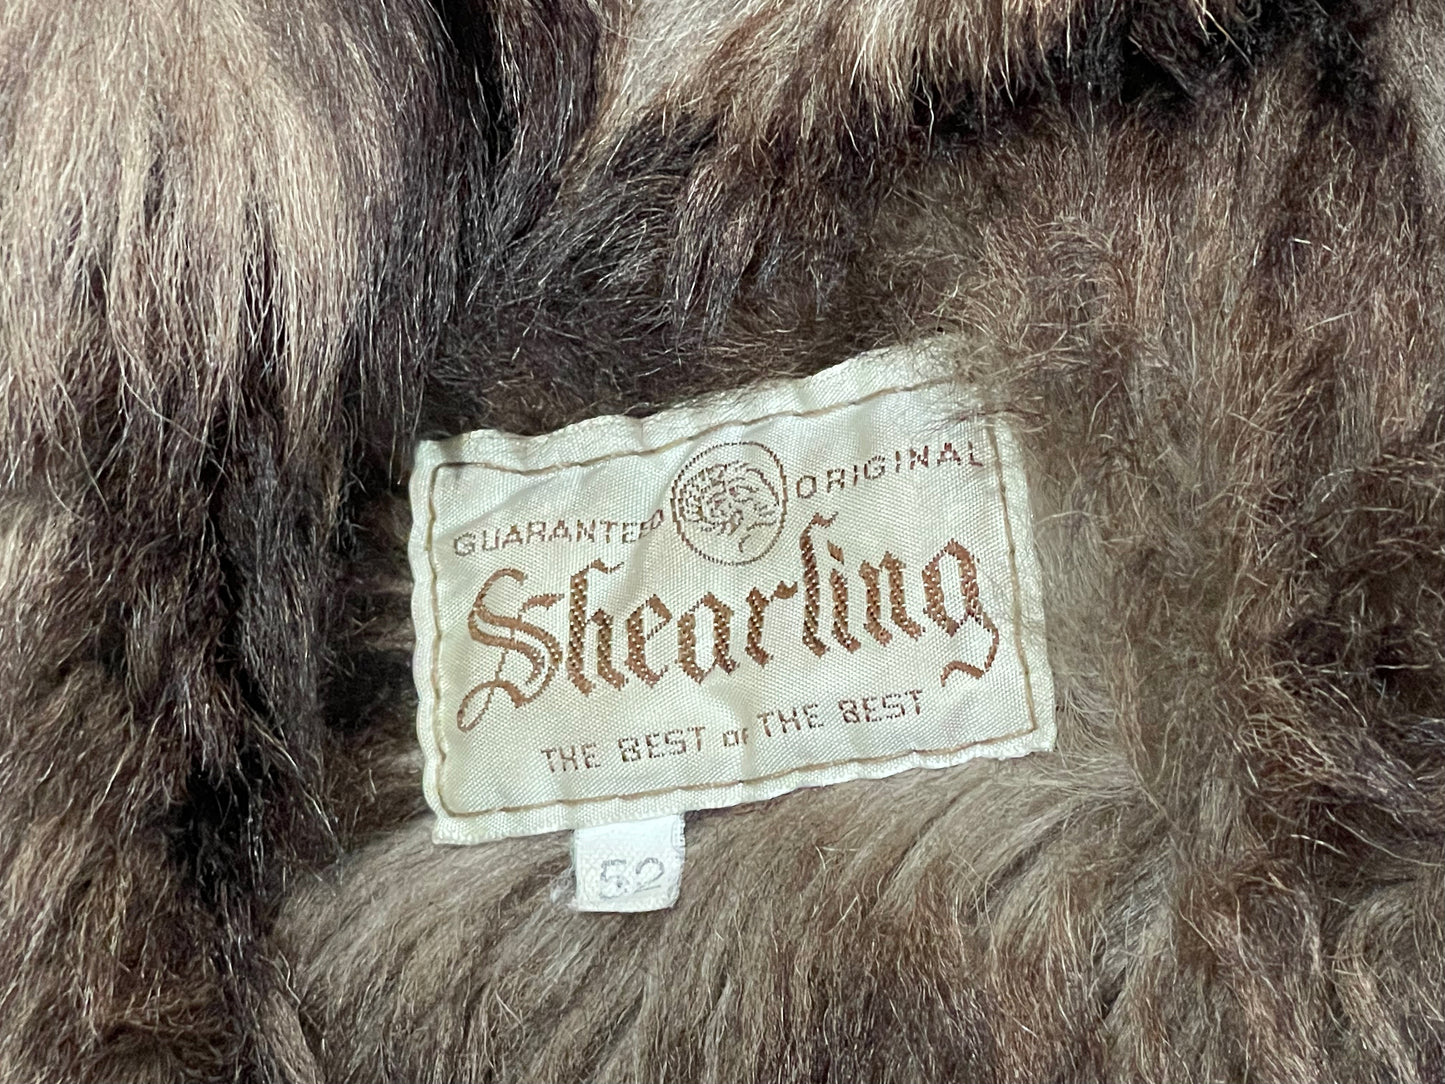 GUARANTEED ORIGINAL
Shearling
THE BEST OF THE BEST
52